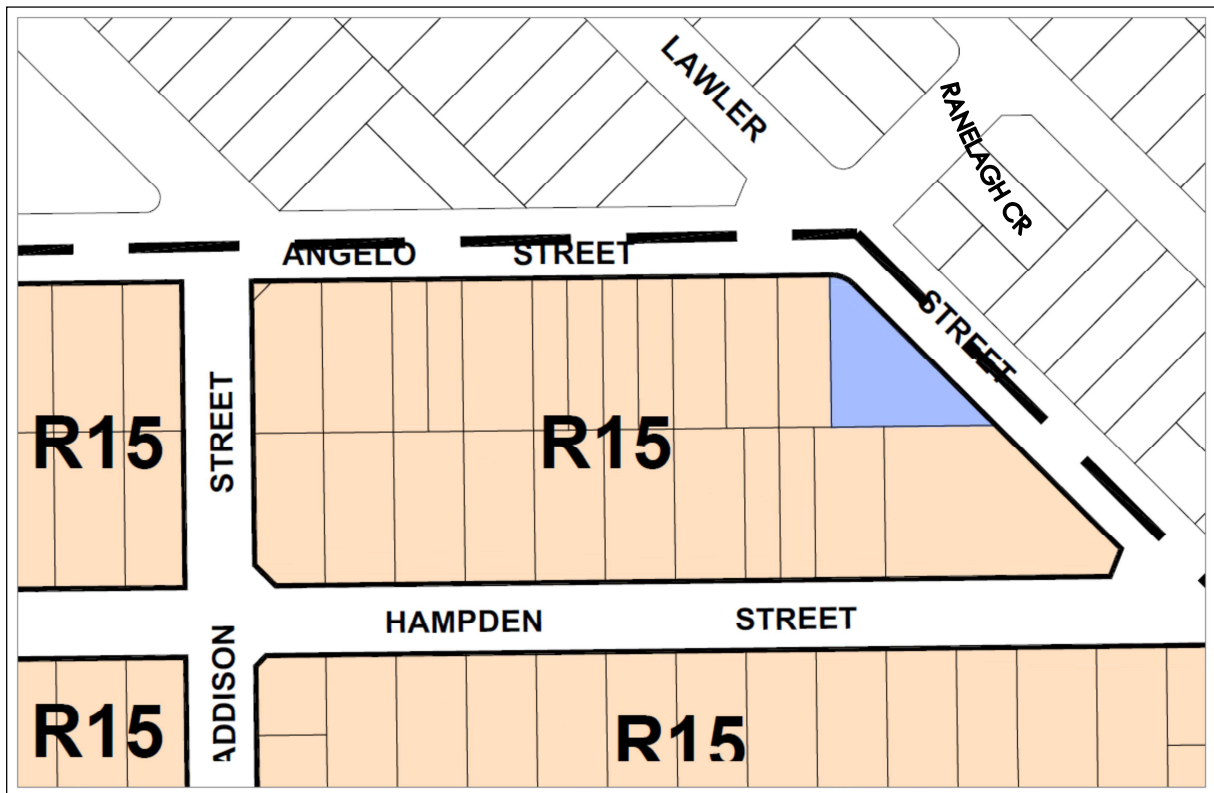 LAWLER
RANELAGH CR
ANGELO STREET
STREET
R15
STREET
R15
HAMPDEN STREET
ADDISON
R15
R15